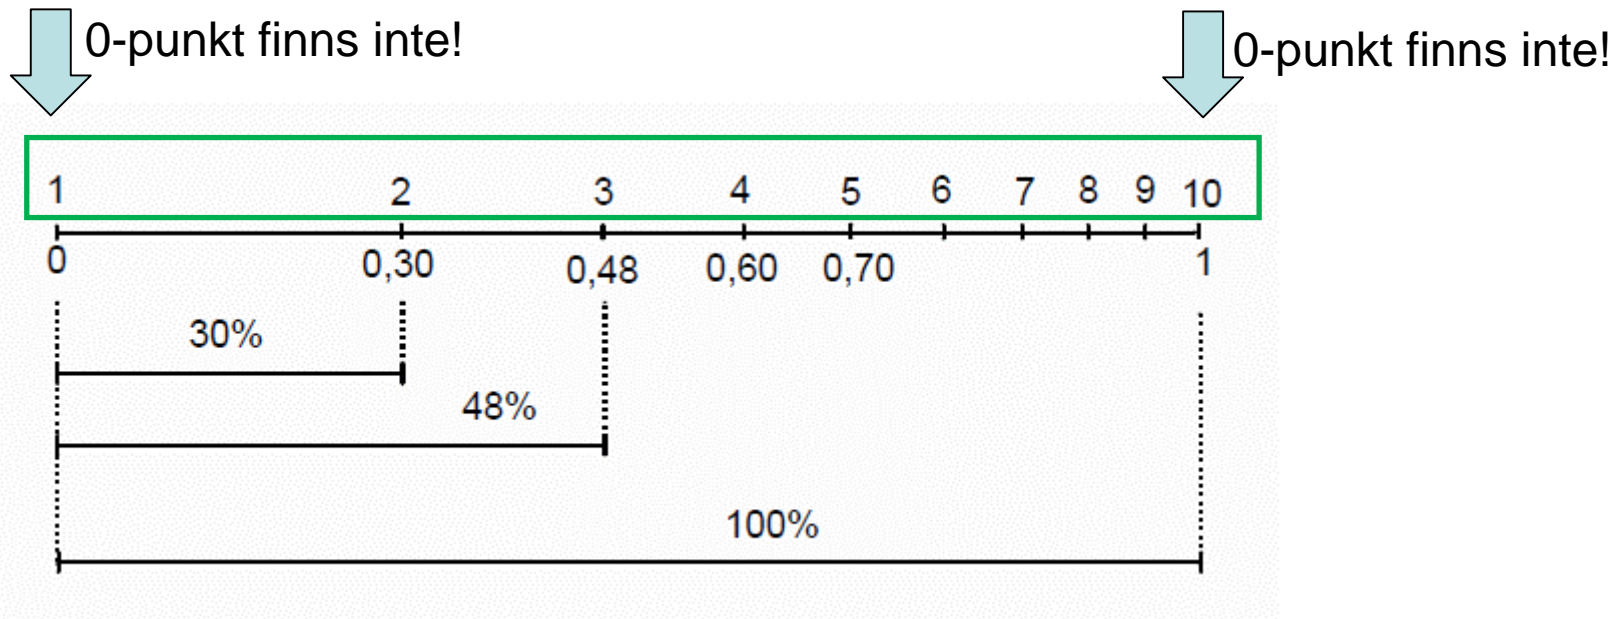 0-punkt finns inte!
0-punkt finns inte!
1 2 3 4 5 6 7 8 9 10
0 0,30 0,48 0,60 0,70 1
30%
48%
100%